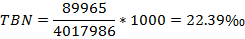 TBN = 89965 / 4017986 * 1000 = 22.39‰